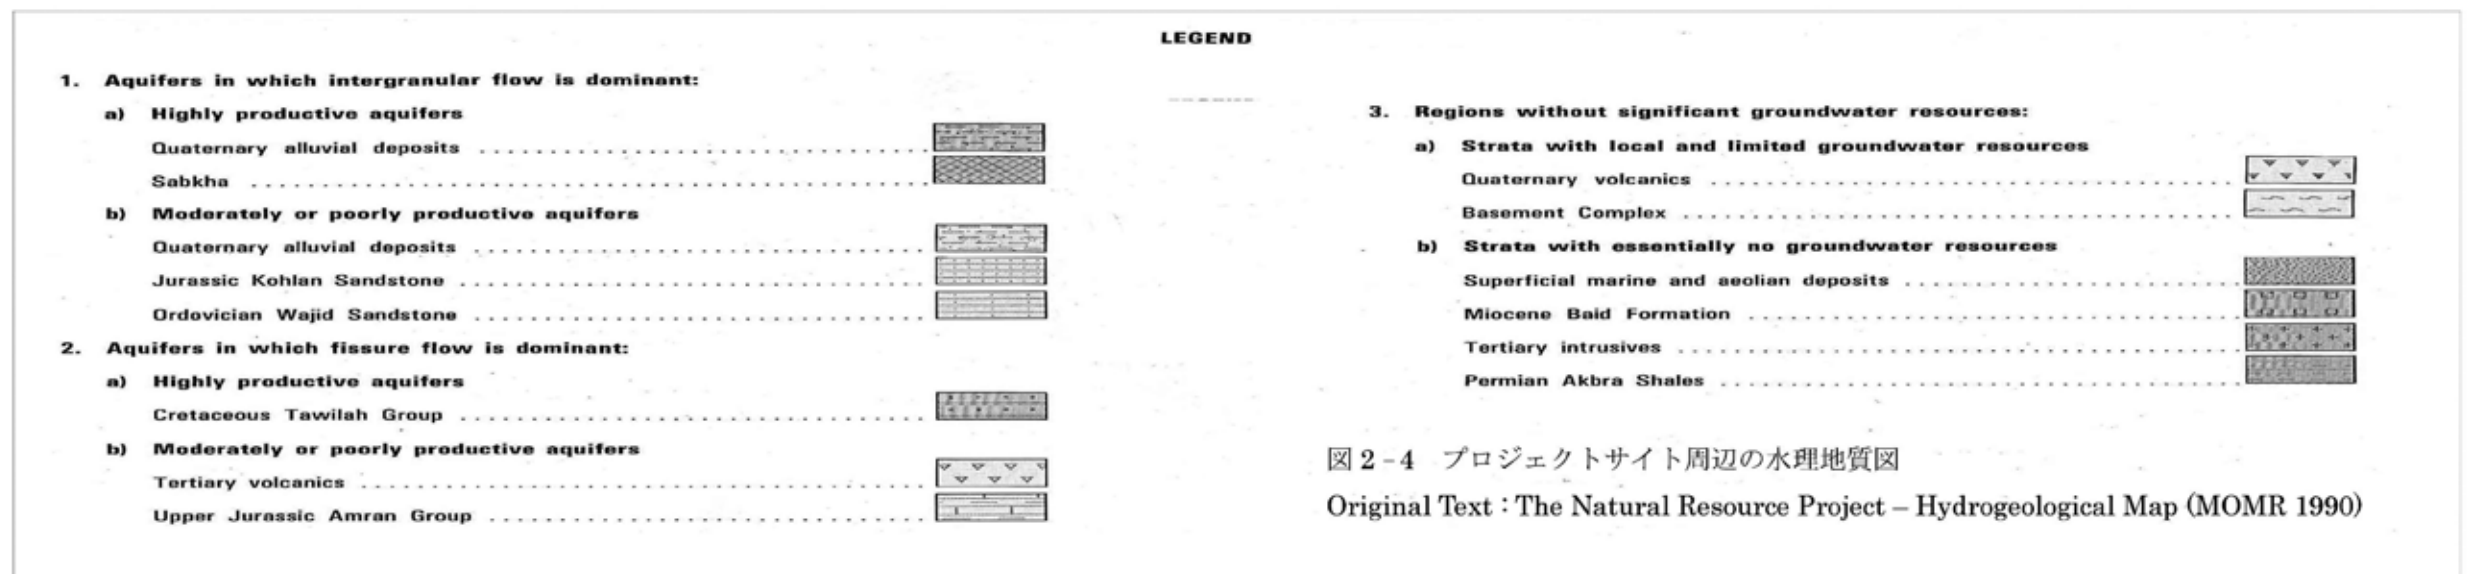 LEGEND
1. Aquifers in which intergranular flow is dominant:
a) Highly productive aquifers
Quaternary alluvial deposits
Sabkha
b) Moderately or poorly productive aquifers
Quaternary alluvial deposits
Jurassic Kohlan Sandstone
Ordovician Wajid Sandstone
2. Aquifers in which fissure flow is dominant:
a) Highly productive aquifers
Cretaceous Tawilah Group
b) Moderately or poorly productive aquifers
Tertiary volcanics
Upper Jurassic Amran Group
3. Regions without significant groundwater resources:
a) Strata with local and limited groundwater resources
Quaternary volcanics
Basement Complex
b) Strata with essentially no groundwater resources
Superficial marine and aeolian deposits
Miocene Baid Formation
Tertiary intrusives
Permian Akbra Shales
図 2-4 プロジェクトサイト周辺の水理地質図
Original Text : The Natural Resource Project – Hydrogeological Map (MOMR 1990)